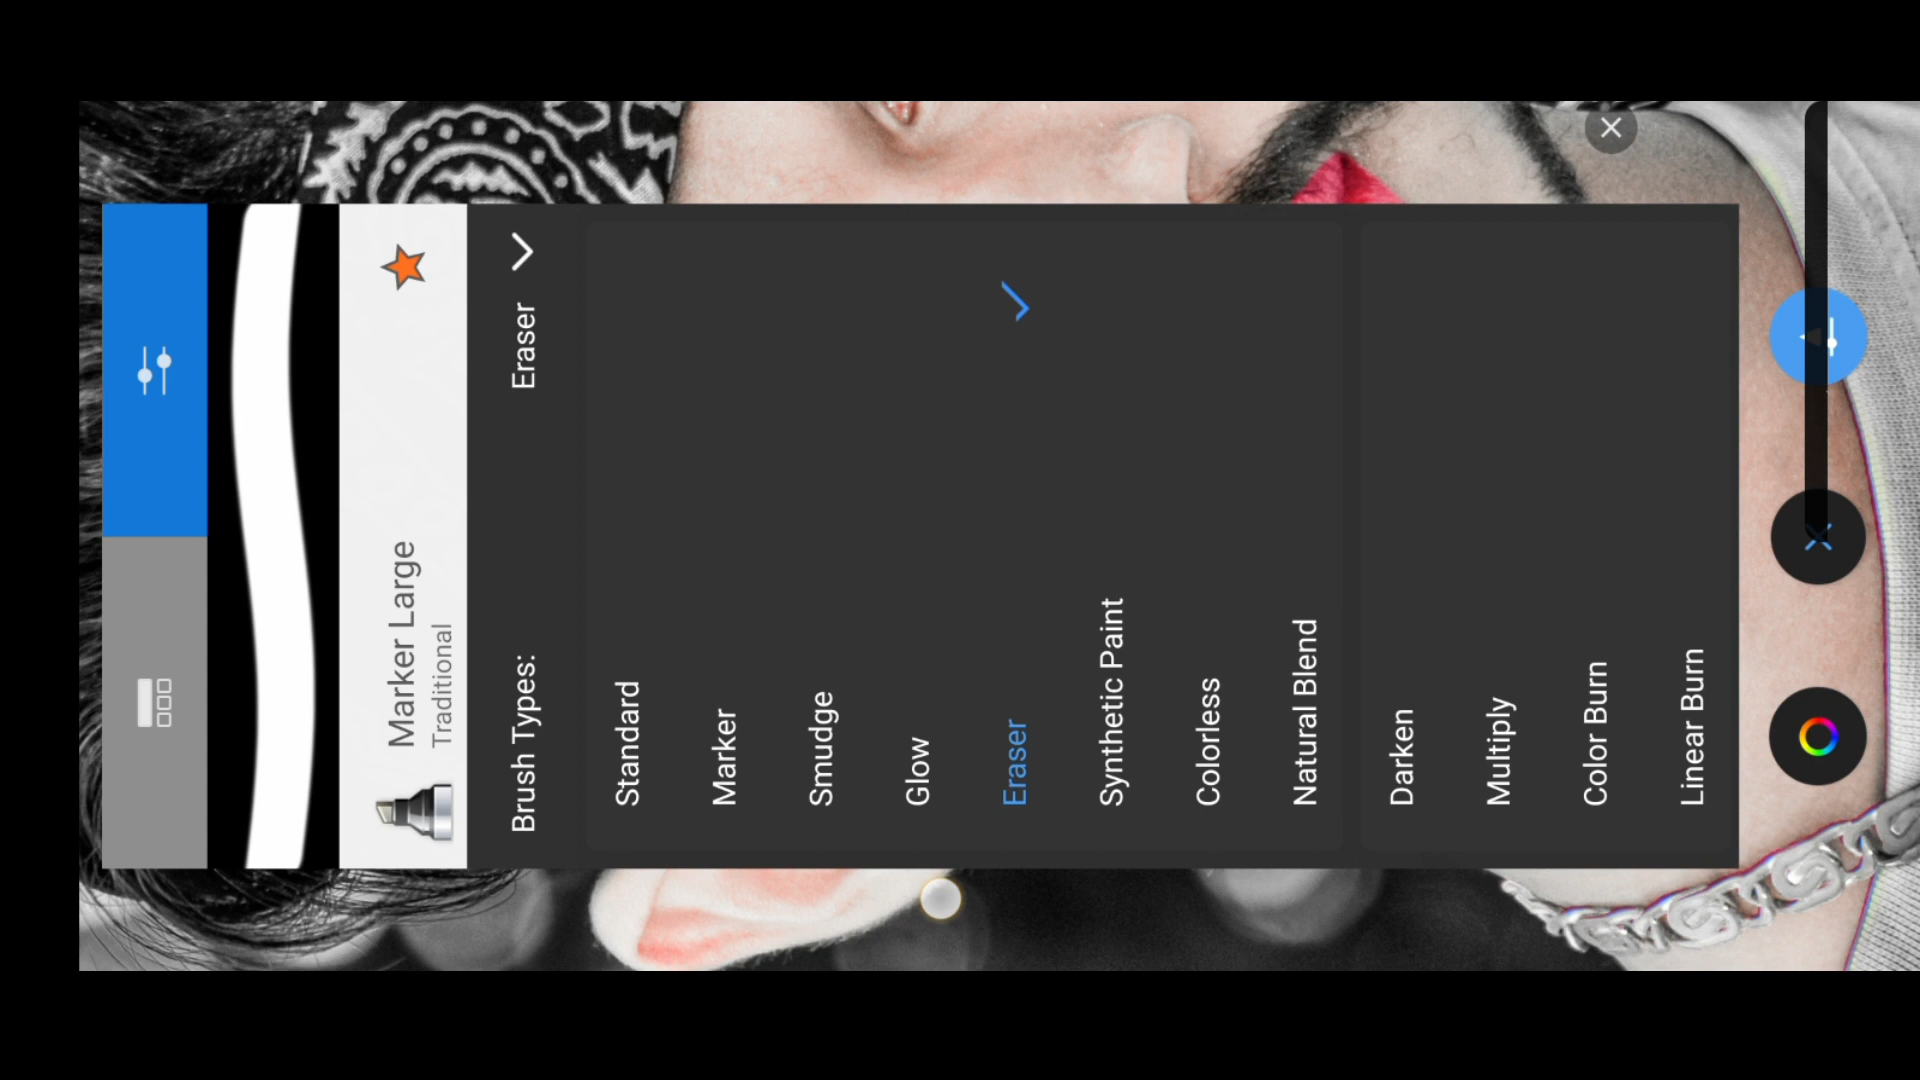 Marker Large
Traditional
Brush Types: Eraser
Standard
Marker
Smudge
Glow
Eraser
Synthetic Paint
Colorless
Natural Blend
Darken
Multiply
Color Burn
Linear Burn